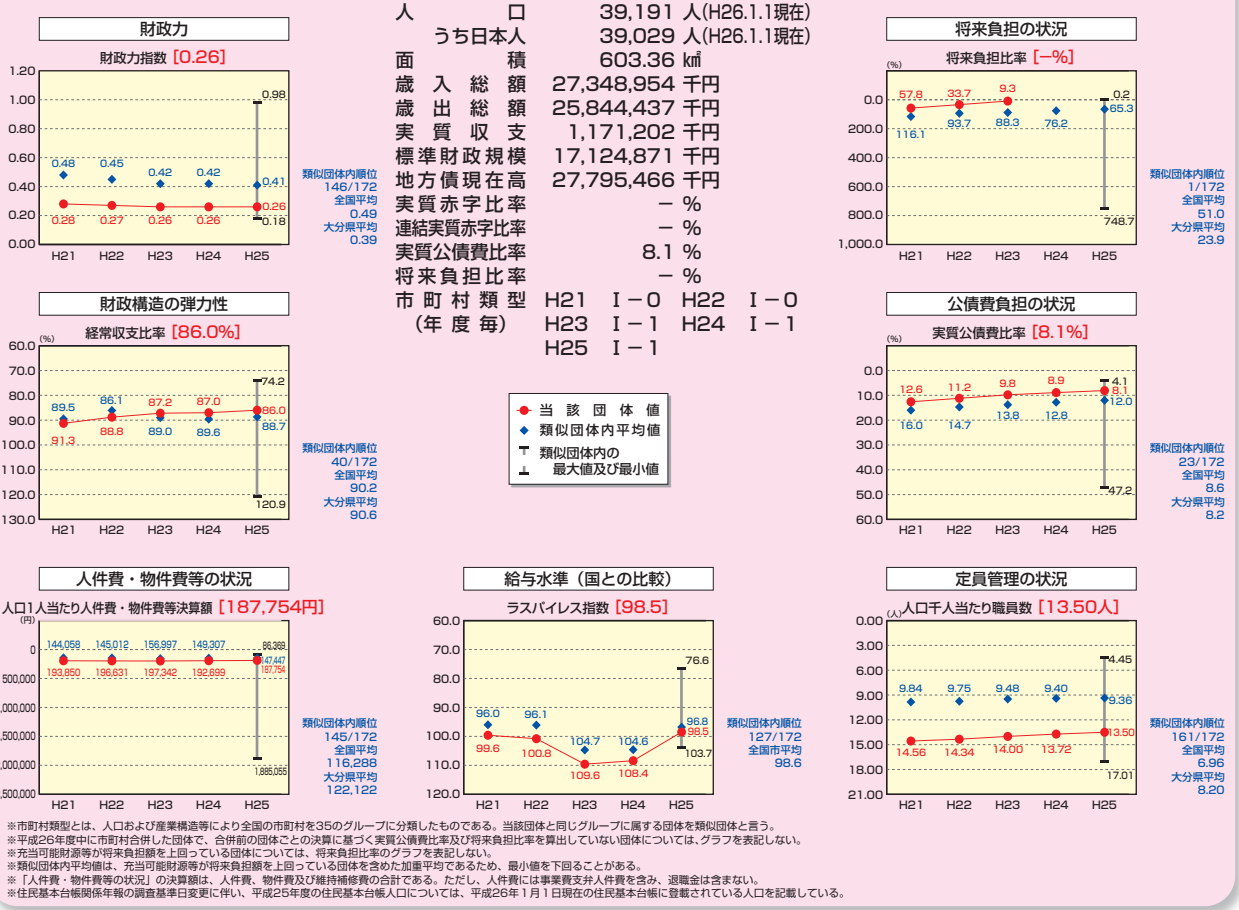 人口 39,191 人(H26.1.1現在)
うち日本人 39,029 人(H26.1.1現在)
面積 603.36 ㎢
歳入総額 27,348,954 千円
歳出総額 25,844,437 千円
実質収支 1,171,202 千円
標準財政規模 17,124,871 千円
地方債現在高 27,795,466 千円
実質赤字比率 － %
連結実質赤字比率 － %
実質公債費比率 8.1 %
将来負担比率 － %
市町村類型 H21 Ⅰ－0 H22 Ⅰ－0
(年度毎) H23 Ⅰ－1 H24 Ⅰ－1
H25 Ⅰ－1
財政力
財政力指数 [0.26]
1.20
1.00
0.80
0.60
0.40
0.20
0.00
0.98
0.48 0.45 0.42 0.42 0.41
0.28 0.27 0.26 0.26 0.26
0.18
H21 H22 H23 H24 H25
類似団体内順位
146/172
全国平均
0.49
大分県平均
0.39
将来負担の状況
将来負担比率 [－%]
(%)
0.0
200.0
400.0
600.0
800.0
1,000.0
57.8 33.7 9.3 0.2
116.1 93.7 88.3 76.2 65.3
748.7
H21 H22 H23 H24 H25
類似団体内順位
1/172
全国平均
51.0
大分県平均
23.9
財政構造の弾力性
経常収支比率 [86.0%]
(%)
60.0
70.0
80.0
90.0
100.0
110.0
120.0
130.0
74.2
89.5 86.1 87.2 87.0 86.0
91.3 88.8 89.0 89.6 88.7
120.9
H21 H22 H23 H24 H25
類似団体内順位
40/172
全国平均
90.2
大分県平均
90.6
当該団体値
類似団体内平均値
類似団体内の
最大値及び最小値
公債費負担の状況
実質公債費比率 [8.1%]
(%)
0.0
10.0
20.0
30.0
40.0
50.0
60.0
4.1
12.6 11.2 9.8 8.9 8.1
16.0 14.7 13.8 12.8 12.0
47.2
H21 H22 H23 H24 H25
類似団体内順位
23/172
全国平均
8.6
大分県平均
8.2
人件費・物件費等の状況
人口1人当たり人件費・物件費等決算額 [187,754円]
(円)
0
500,000
,000,000
,500,000
,000,000
,500,000
144,058 145,012 156,997 149,307 86,369
147,447
193,850 196,631 197,342 192,699 187,754
1,885,055
H21 H22 H23 H24 H25
類似団体内順位
145/172
全国平均
116,288
大分県平均
122,122
給与水準（国との比較）
ラスパイレス指数 [98.5]
60.0
70.0
80.0
90.0
100.0
110.0
120.0
76.6
96.0 96.1 104.7 104.6 96.8
99.6 100.8 109.6 108.4 98.5
103.7
H21 H22 H23 H24 H25
類似団体内順位
127/172
全国市平均
98.6
定員管理の状況
人口千人当たり職員数 [13.50人]
(人)
0.00
3.00
6.00
9.00
12.00
15.00
18.00
21.00
4.45
9.84 9.75 9.48 9.40 9.36
14.56 14.34 14.00 13.72 13.50
17.01
H21 H22 H23 H24 H25
類似団体内順位
161/172
全国平均
6.96
大分県平均
8.20
※市町村類型とは、人口および産業構造等により全国の市町村を35のグループに分類したものである。当該団体と同じグループに属する団体を類似団体と言う。
※平成26年度中に市町村合併した団体で、合併前の団体ごとの決算に基づく実質公債費比率及び将来負担比率を算出していない団体については、グラフを表記しない。
※充当可能財源等が将来負担額を上回っている団体については、将来負担比率のグラフを表記しない。
※類似団体内平均値は、充当可能財源等が将来負担額を上回っている団体を含めた加重平均であるため、最小値を下回ることがある。
※「人件費・物件費等の状況」の決算額は、人件費、物件費及び維持補修費の合計である。ただし、人件費には事業費支弁人件費を含み、退職金は含まない。
※住民基本台帳関係年報の調査基準日変更に伴い、平成25年度の住民基本台帳人口については、平成26年1月1日現在の住民基本台帳に登載されている人口を記載している。